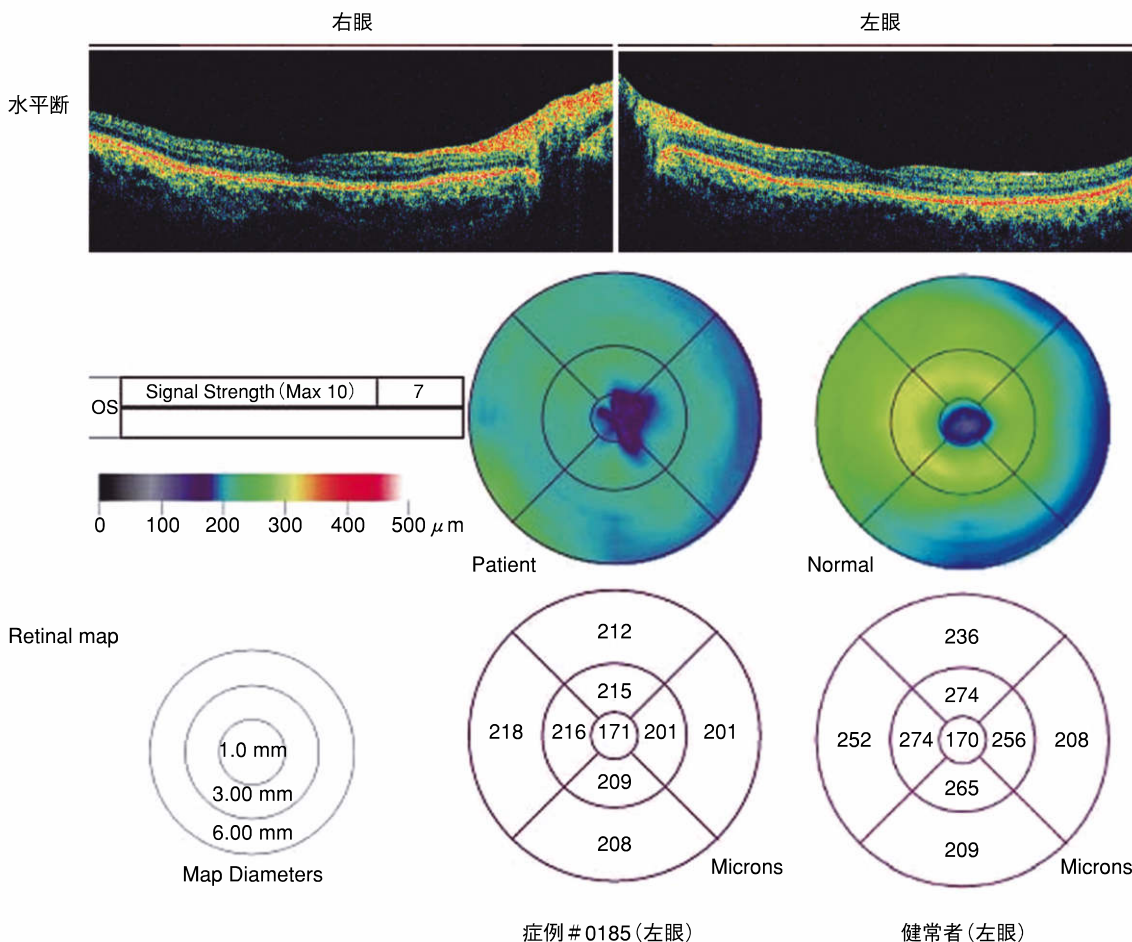 右眼 左眼
水平断
Signal Strength (Max 10) 7
OS
0 100 200 300 400 500 μm
Patient Normal
Retinal map
1.0 mm
3.00 mm
6.00 mm
Map Diameters
212
215
218 216 171 201 201
209
208
Microns
236
274
252 274 170 256 208
265
209
Microns
症例#0185(左眼) 健常者(左眼)